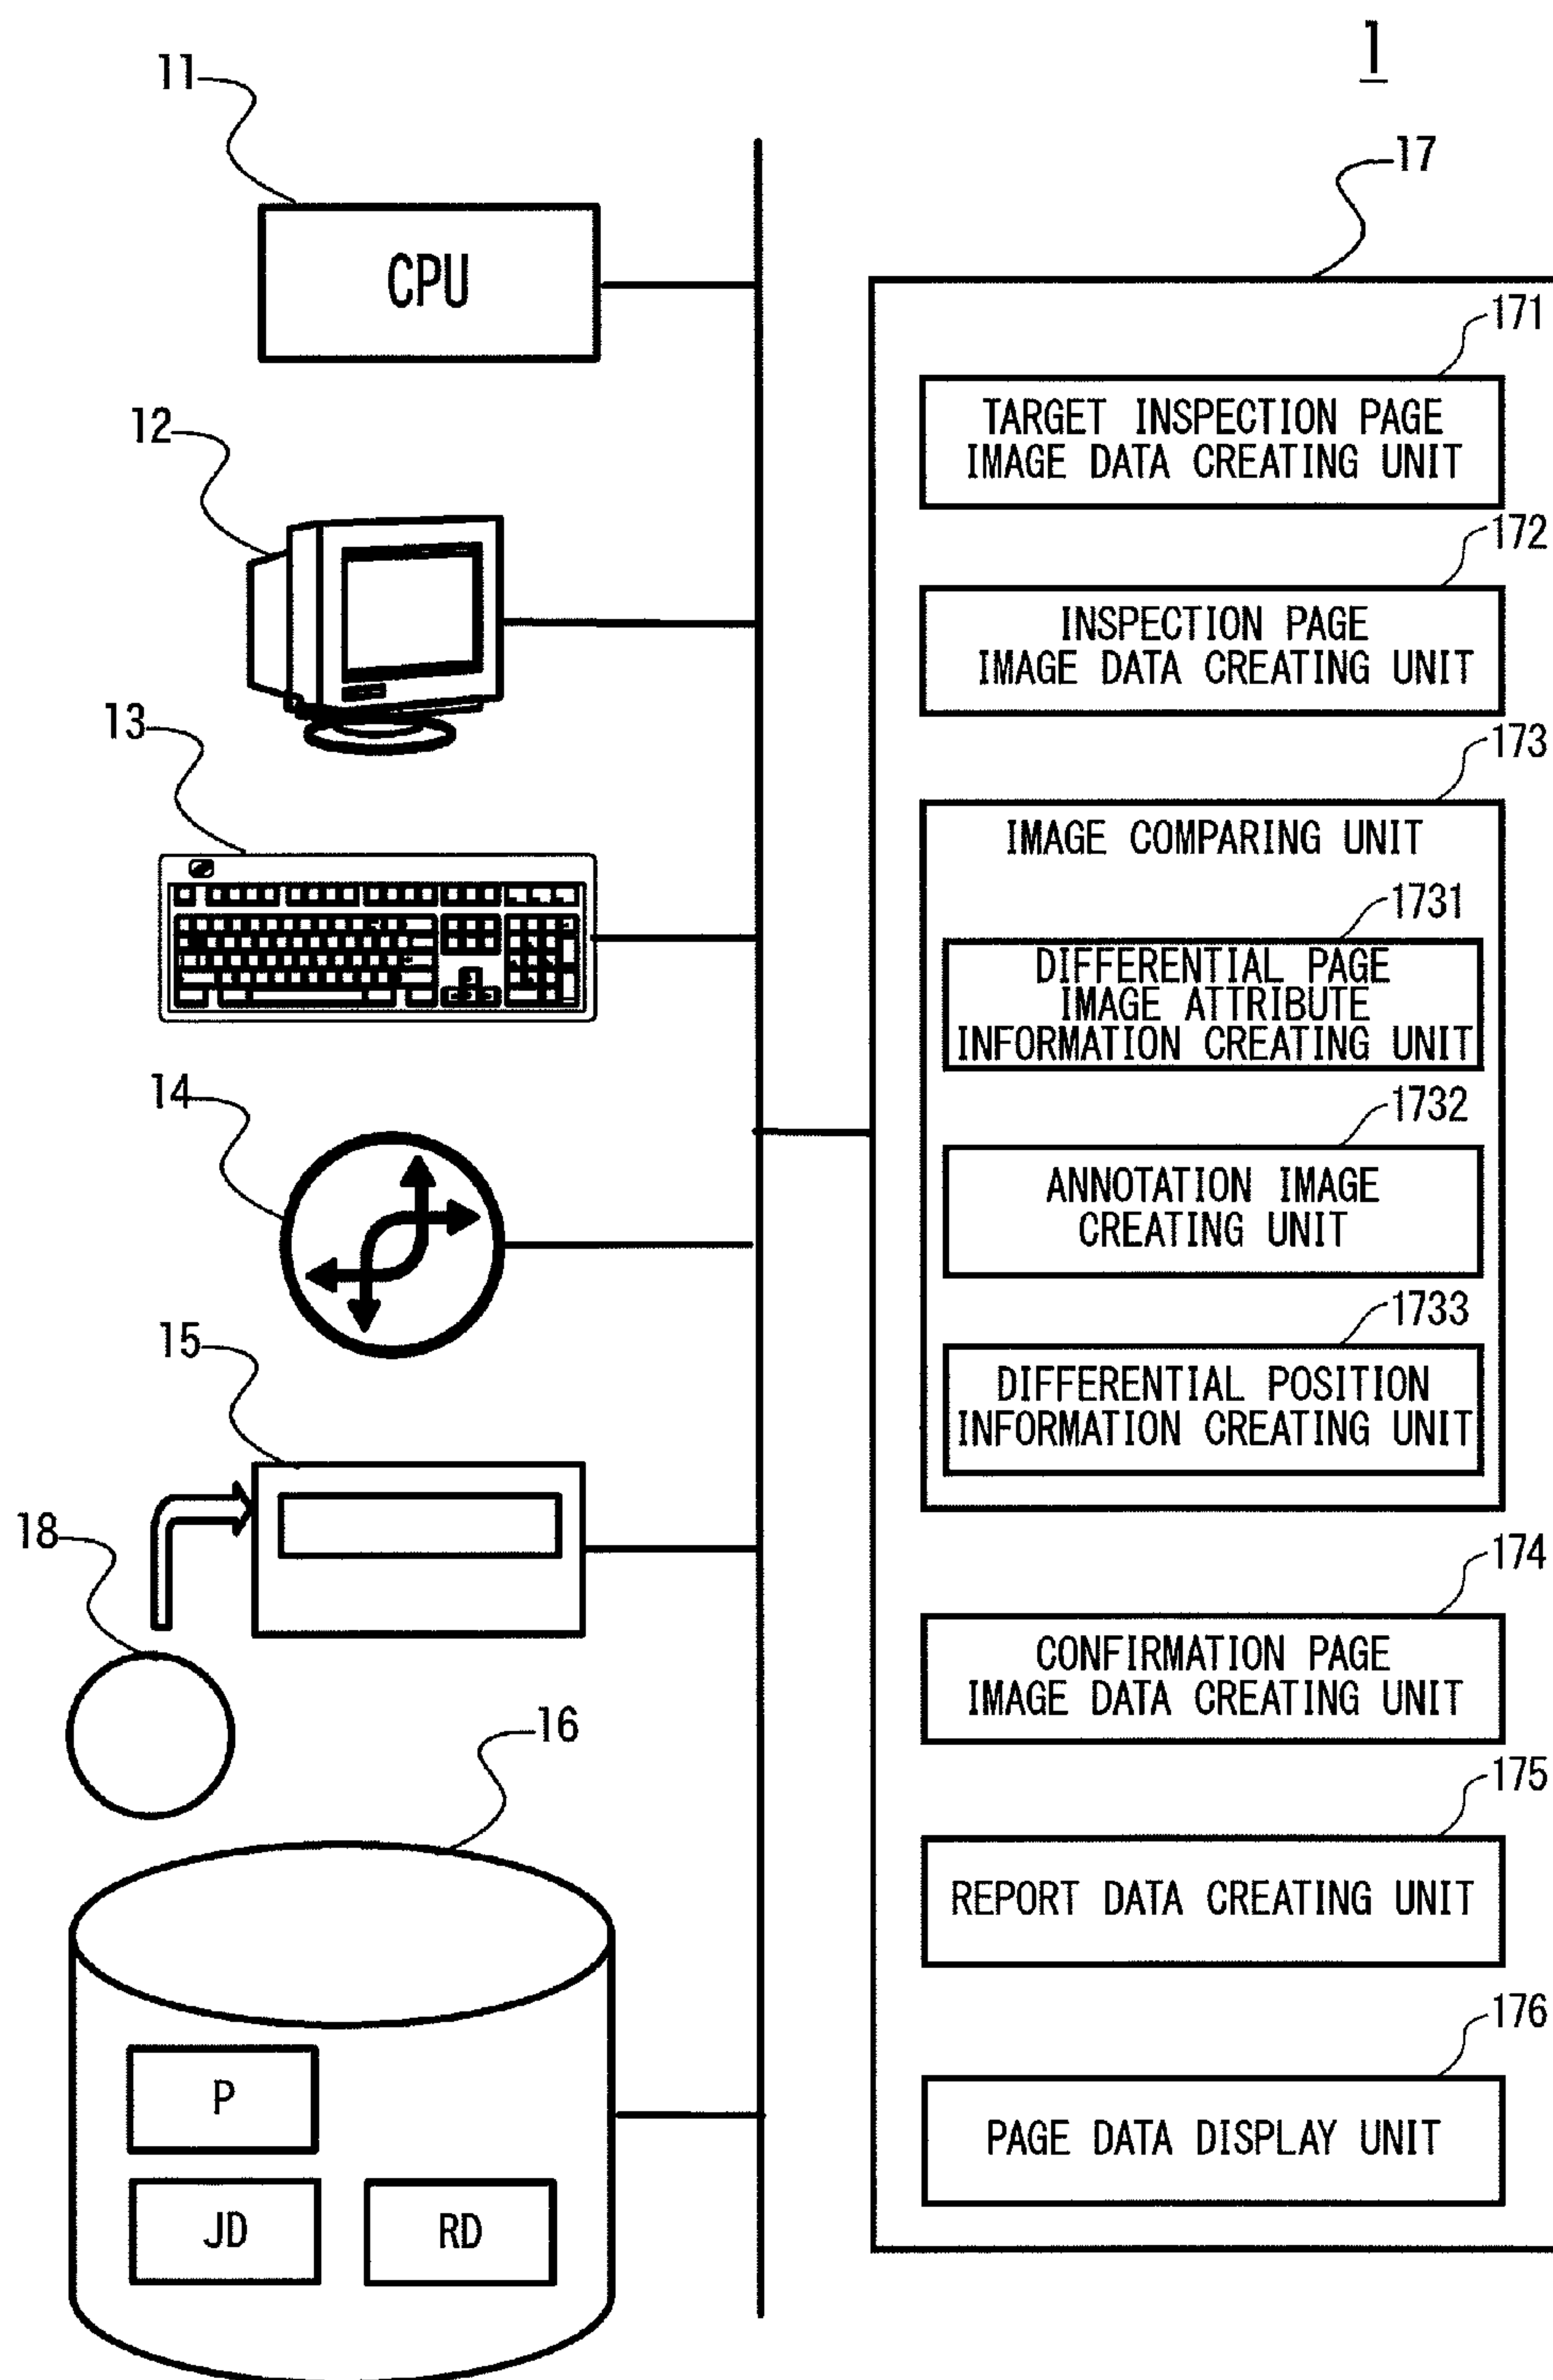 1
11
17
CPU
171
TARGET INSPECTION PAGE
IMAGE DATA CREATING UNIT
12
172
INSPECTION PAGE
IMAGE DATA CREATING UNIT
13
173
IMAGE COMPARING UNIT
1731
DIFFERENTIAL PAGE
IMAGE ATTRIBUTE
INFORMATION CREATING UNIT
14
1732
ANNOTATION IMAGE
CREATING UNIT
15
1733
DIFFERENTIAL POSITION
INFORMATION CREATING UNIT
18
174
CONFIRMATION PAGE
IMAGE DATA CREATING UNIT
16
175
REPORT DATA CREATING UNIT
176
P
PAGE DATA DISPLAY UNIT
JD
RD